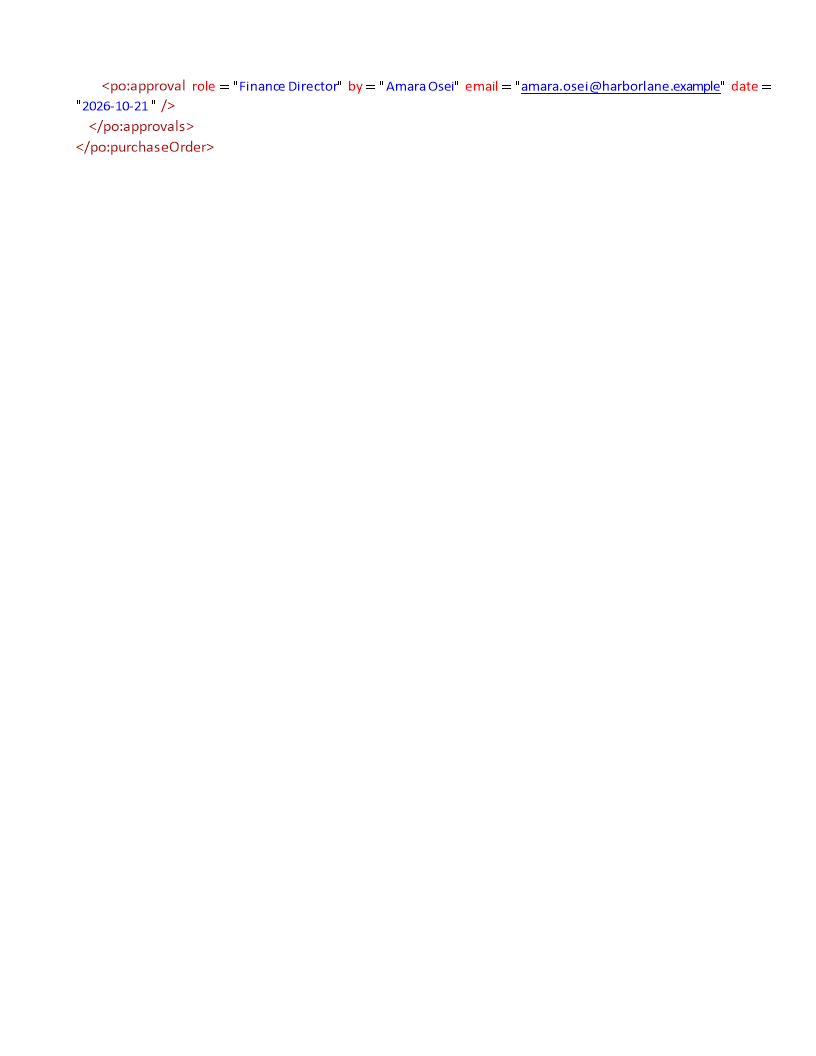 <po:approval role = "Finance Director" by = "Amara Osei" email = "amara.osei@harborlane.example" date =
"2026-10-21" />
</po:approvals>
</po:purchaseOrder>